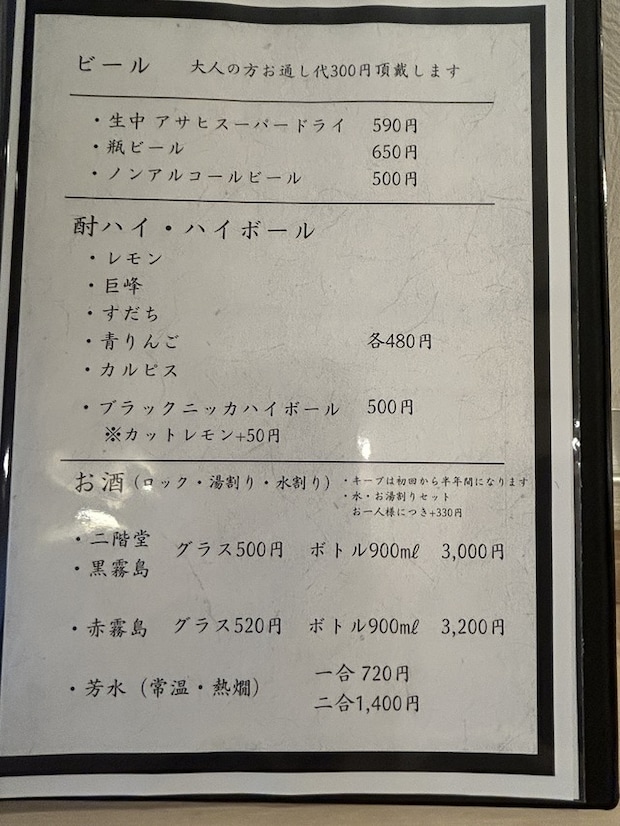 ビール 大人の方お通し代300円頂戴します
・生中 アサヒスーパードライ 590円
・瓶ビール 650円
・ノンアルコールビール 500円
酎ハイ・ハイボール
・レモン
・巨峰
・すだち
・青りんご 各480円
・カルピス
・ブラックニッカハイボール 500円
※カットレモン+50円
お酒(ロック・湯割り・水割り) ・キープは初回から半年間になります
・水・お湯割りセット
お一人様につき+330円
・二階堂
グラス500円 ボトル900ml 3,000円
・黒霧島
・赤霧島 グラス520円 ボトル900ml 3,200円
・芳水(常温・熱燗) 一合 720円
二合1,400円